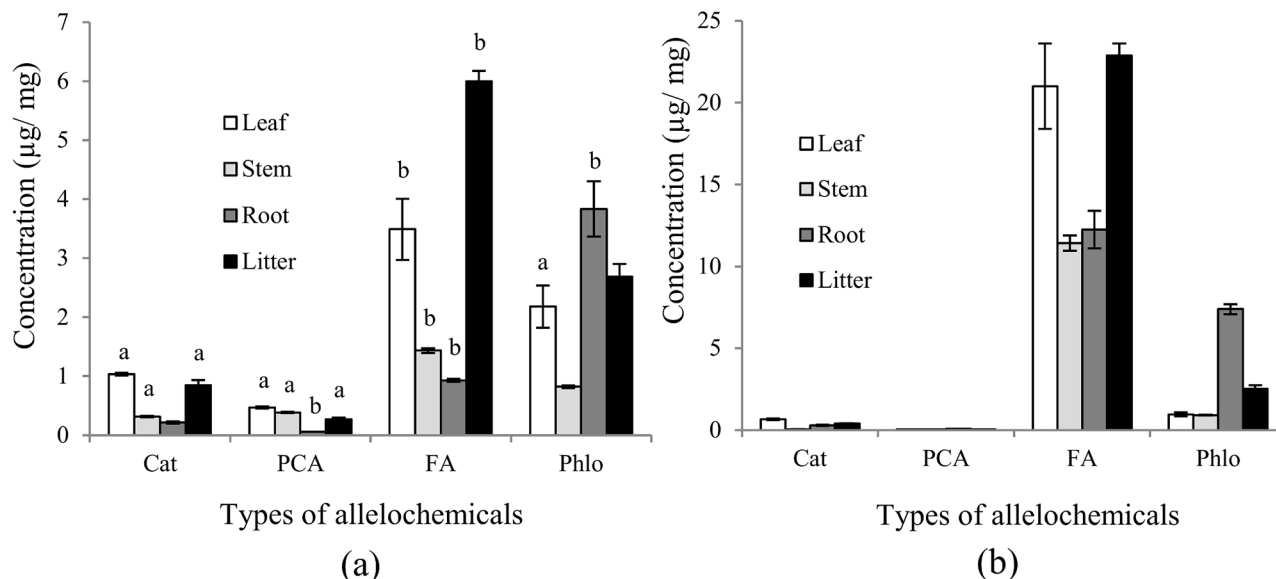 Concentration (µg/ mg)
7
6
5
4
3
2
1
0
Leaf
Stem
Root
Litter
a
a
a
a
a
b
a
b
b
b
b
a
b
Cat
PCA
FA
Phlo
Types of allelochemicals
(a)
Concentration (µg/ mg)
25
20
15
10
5
0
Leaf
Stem
Root
Litter
Cat
PCA
FA
Phlo
Types of allelochemicals
(b)